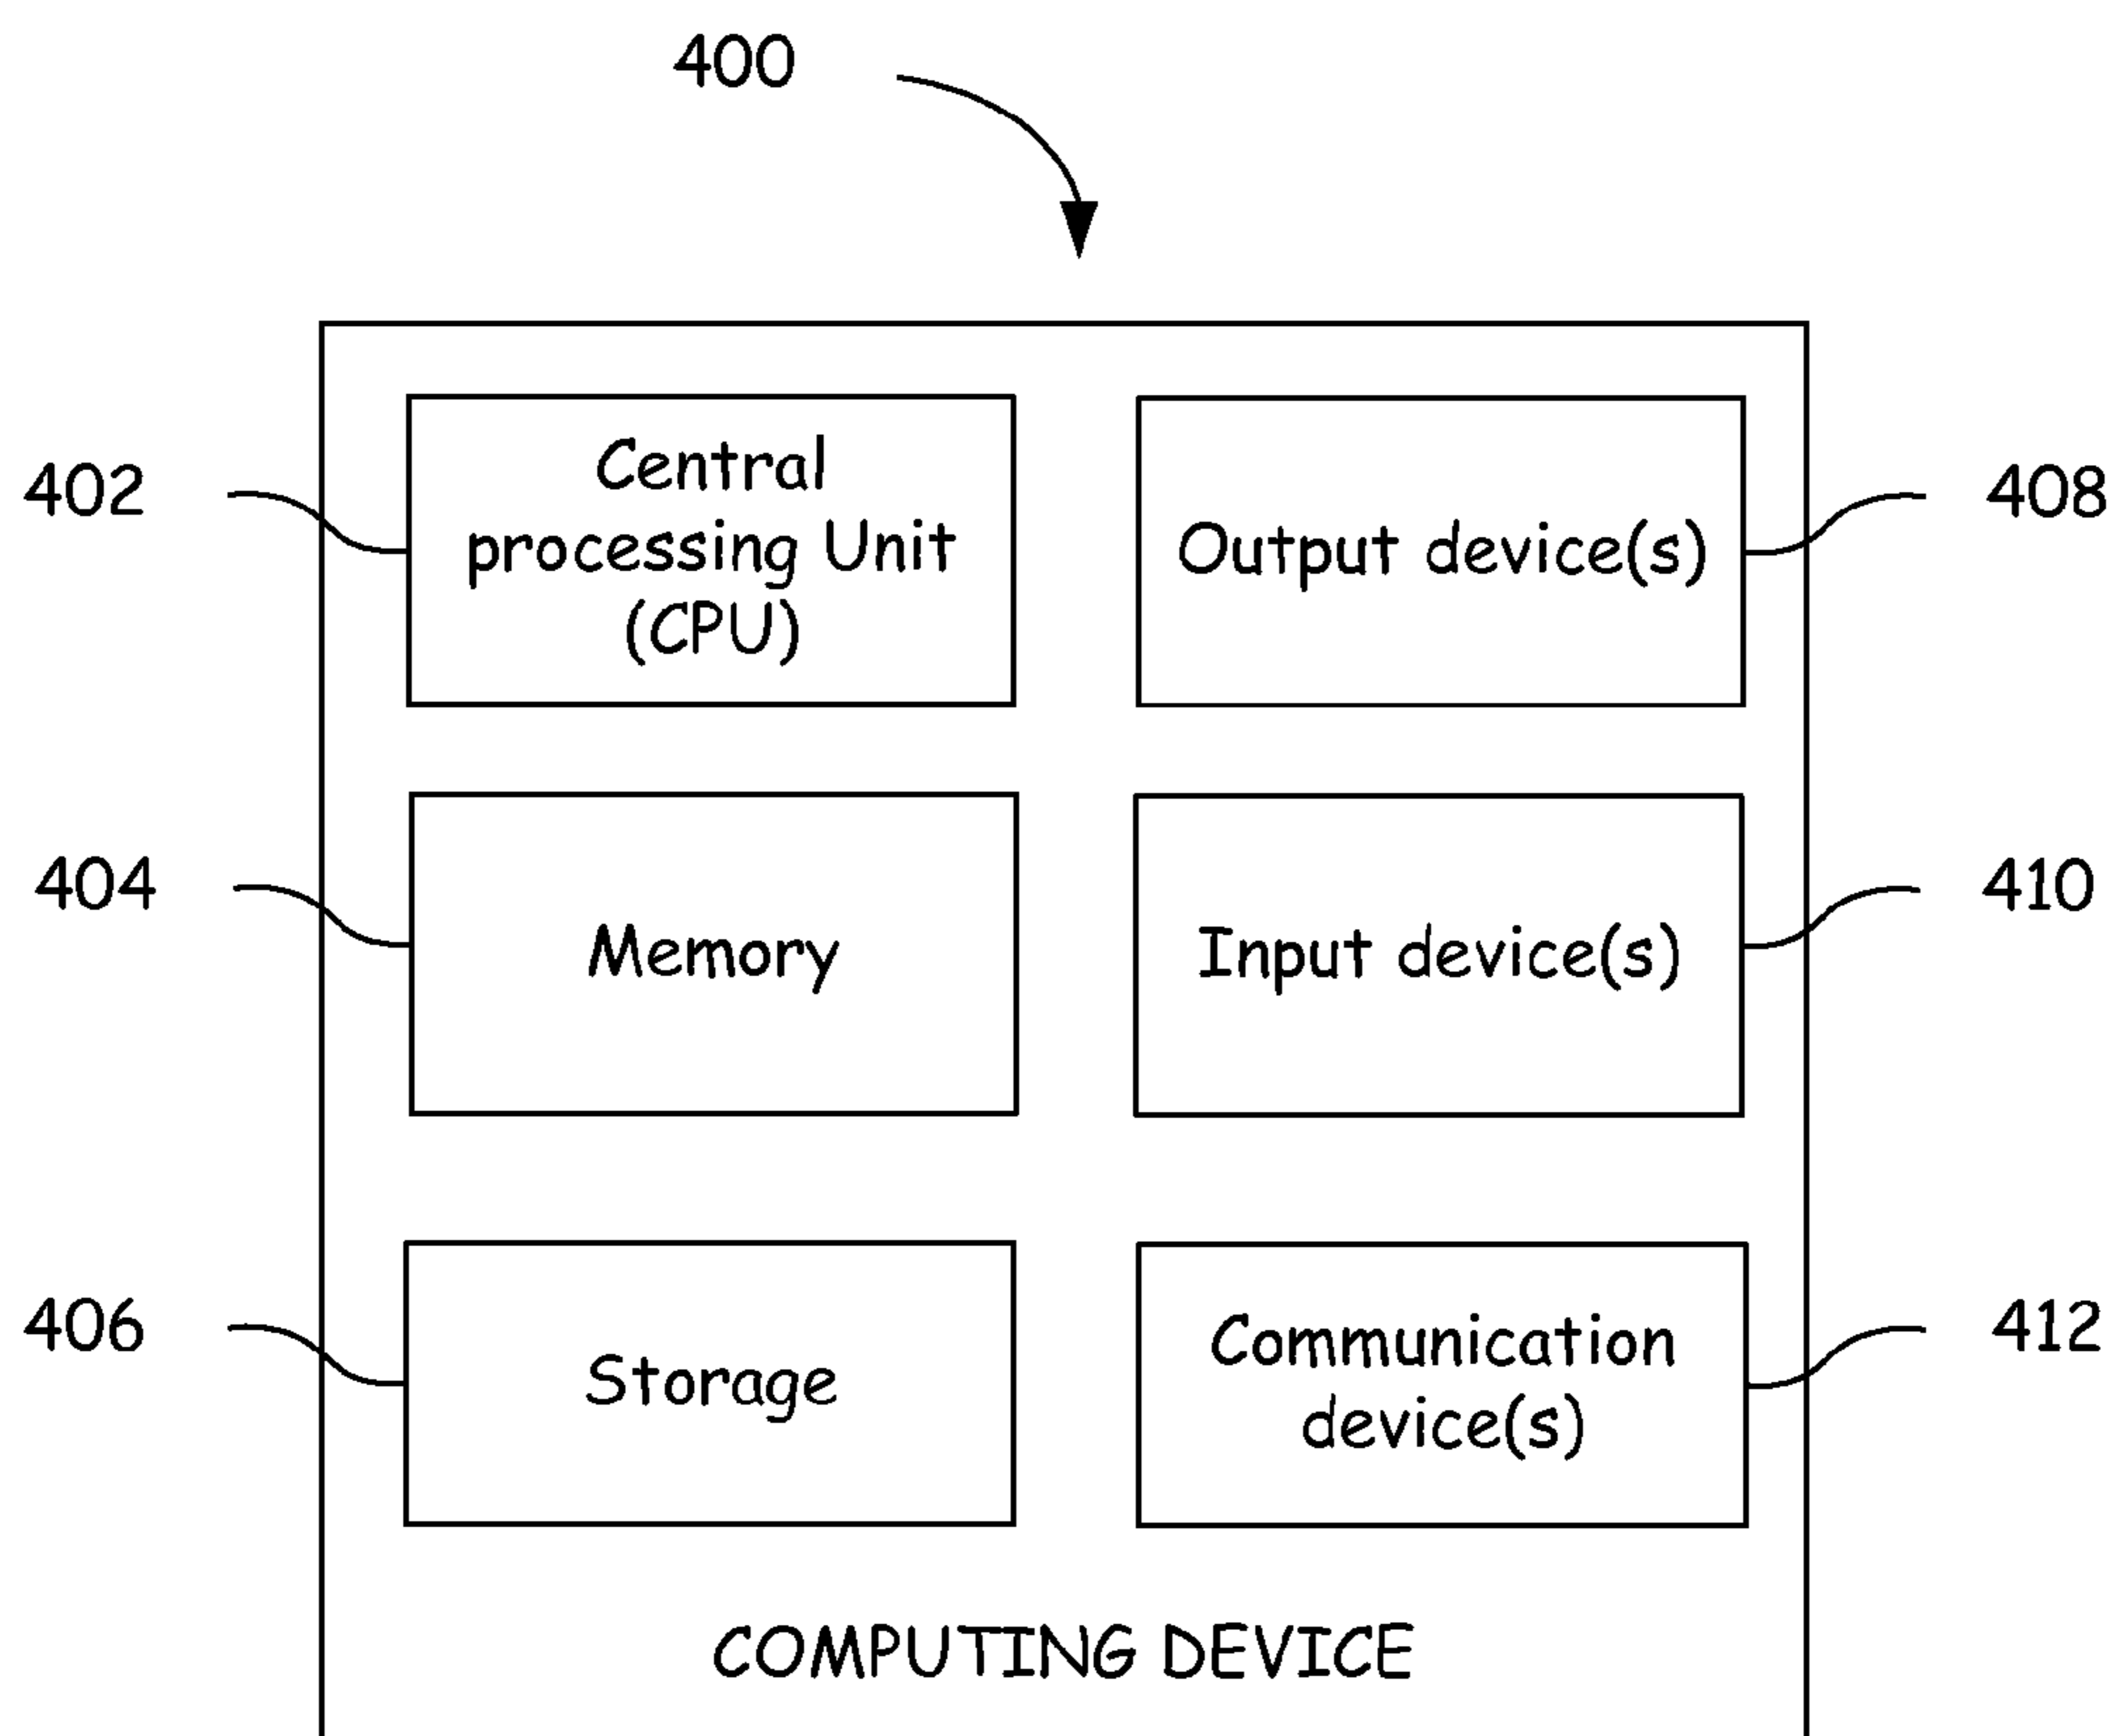 400
402
Central
processing Unit
(CPU)
Output device(s)
408
404
Memory
Input device(s)
410
406
Storage
Communication
device(s)
412
COMPUTING DEVICE